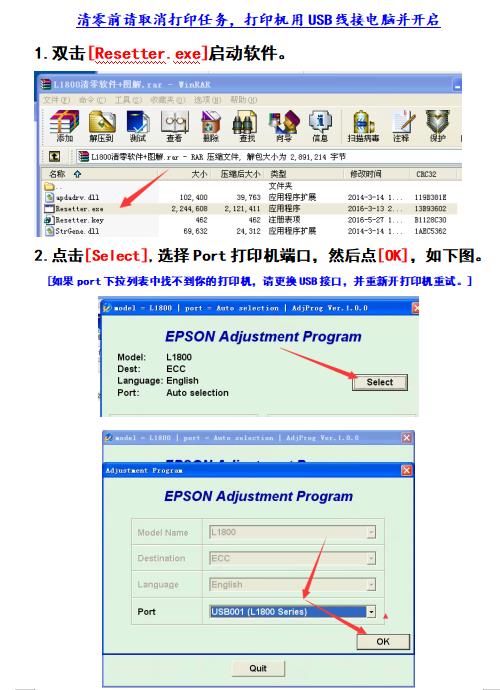 清零前请取消打印任务，打印机用USB线接电脑并开启
1.双击[Resetter.exe]启动软件。
L1800清零软件+图解.rar - WinRAR
文件(F) 命令(C) 工具(S) 收藏夹(O) 选项(N) 帮助(H)
添加 解压到 测试 查看 删除 查找 向导 信息 扫描病毒 注释 保护
L1800清零软件+图解.rar - RAR 压缩文件, 解包大小为 2,891,214 字节
名称 大小 压缩后大小 类型 修改时间 CRC32
.. 文件夹
updadrv.dll 102,400 39,763 应用程序扩展 2014-3-14 1... 119B381E
Resetter.exe 2,244,608 2,121,411 应用程序 2016-3-13 2... 13B93602
Resetter.key 462 462 注册表项 2016-5-27 1... B1128C30
StrGene.dll 69,632 24,312 应用程序扩展 2014-3-14 1... 1AEC5362
2.点击[Select],选择Port打印机端口，然后点[OK]，如下图。
[如果port下拉列表中找不到你的打印机，请更换USB接口，并重新开打印机重试。]
model = L1800 | port = Auto selection | AdjProg Ver.1.0.0
EPSON Adjustment Program
Model: L1800
Dest: ECC
Language: English
Port: Auto selection
Select
model = L1800 | port = Auto selection | AdjProg Ver.1.0.0
Adjustment Program
EPSON Adjustment Program
Model Name L1800
Destination ECC
Language English
Port USB001 (L1800 Series)
OK
Quit